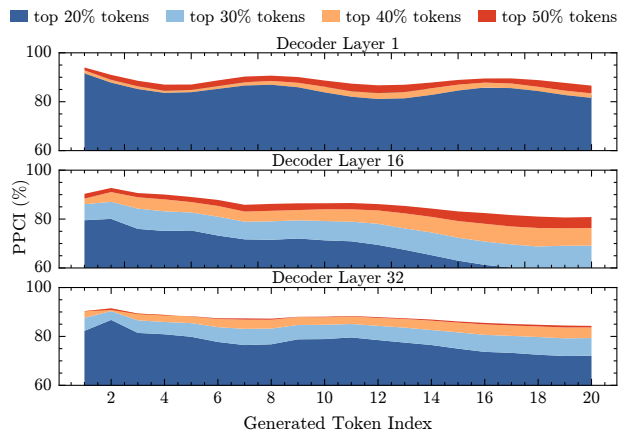 top 20% tokens top 30% tokens top 40% tokens top 50% tokens
Decoder Layer 1
100
80
60
Decoder Layer 16
100
80
60
PPCI (%)
Decoder Layer 32
100
80
60
2 4 6 8 10 12 14 16 18 20
Generated Token Index